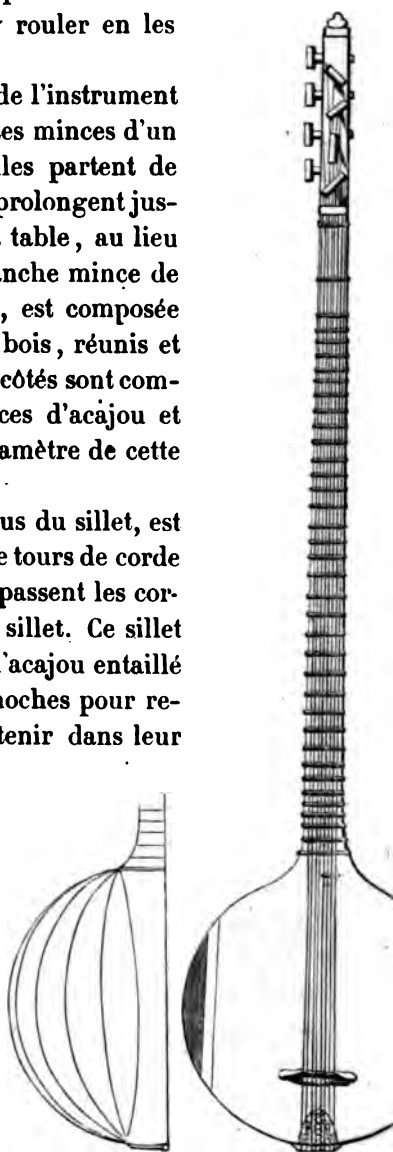 rouler en les
de l'instrument
es minces d'un
lles partent de
prolongent jus-
table, au lieu
anche mince de
, est composée
bois, réunis et
côtés sont com-
ces d'acajou et
amètre de cette
us du sillet, est
e tours de corde
passent les cor-
sillet. Ce sillet
'acajou entaillé
noches pour re-
tenir dans leur